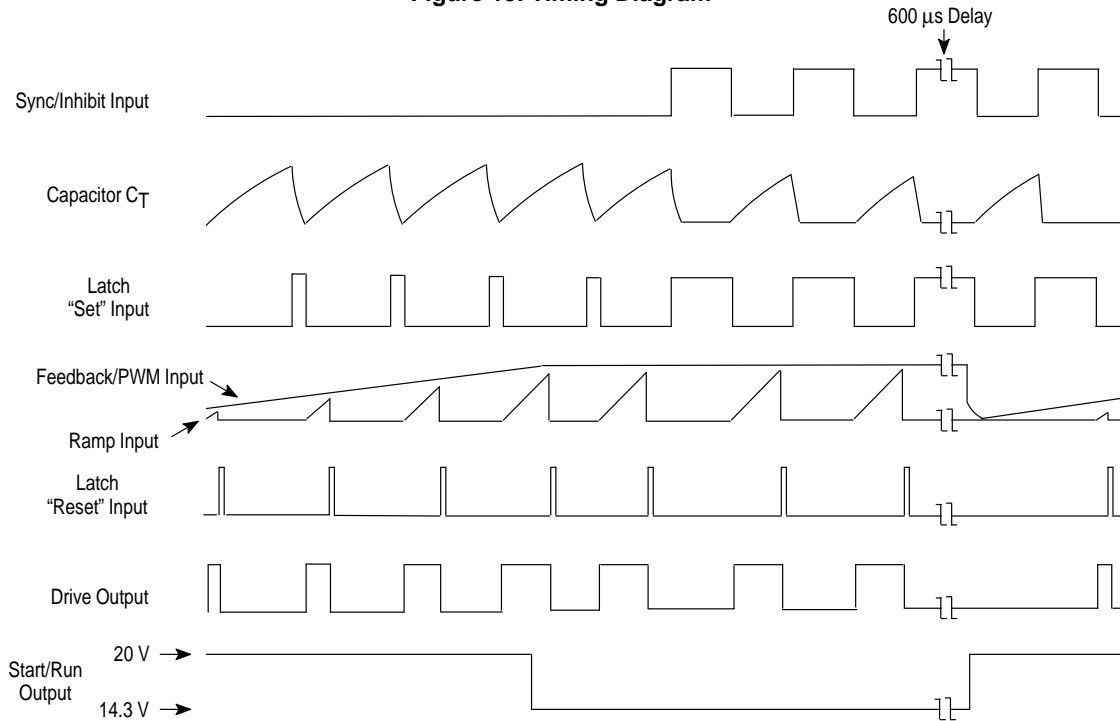 600 μs Delay
Sync/Inhibit Input
Capacitor CT
Latch
“Set” Input
Feedback/PWM Input
Ramp Input
Latch
“Reset” Input
Drive Output
20 V
Start/Run
Output
14.3 V